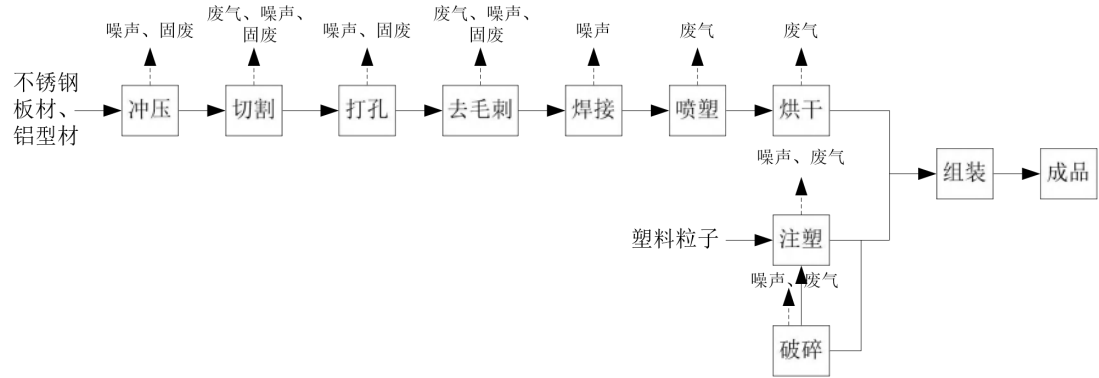 噪声、固废
废气、噪声、
固废
噪声、固废
废气、噪声、
固废
噪声
废气
废气
不锈钢
板材、
铝型材
冲压
切割
打孔
去毛刺
焊接
喷塑
烘干
噪声、废气
组装
成品
塑料粒子
注塑
噪声、废气
破碎